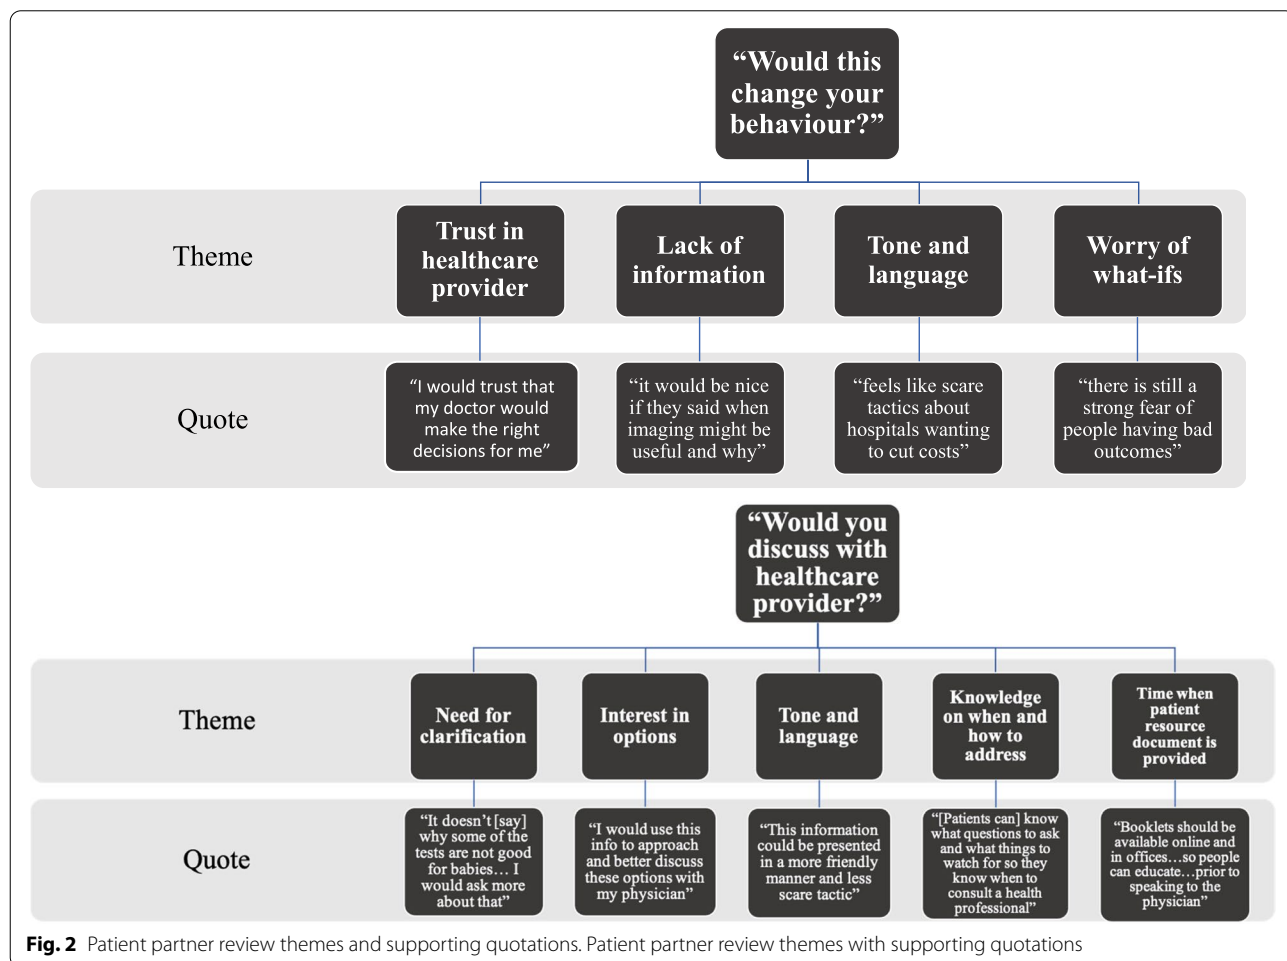 “Would this
change your
behaviour?”
Theme
Trust in
healthcare
provider
Lack of
information
Tone and
language
Worry of
what-ifs
Quote
“I would trust that
my doctor would
make the right
decisions for me”
“it would be nice
if they said when
imaging might be
useful and why”
“feels like scare
tactics about
hospitals wanting
to cut costs”
“there is still a
strong fear of
people having bad
outcomes”
“Would you
discuss with
healthcare
provider?”
Theme
Need for
clarification
Interest in
options
Tone and
language
Knowledge
on when and
how to
address
Time when
patient
resource
document is
provided
Quote
“It doesn’t [say]
why some of the
tests are not good
for babies… I
would ask more
about that”
“I would use this
info to approach
and better discuss
these options with
my physician”
“This information
could be presented
in a more friendly
manner and less
scare tactic”
“[Patients can] know
what questions to ask
and what things to
watch for so they
know when to
consult a health
professional”
“Booklets should be
available online and
in offices…so people
can educate…prior to
speaking to the
physician”
Fig. 2 Patient partner review themes and supporting quotations. Patient partner review themes with supporting quotations